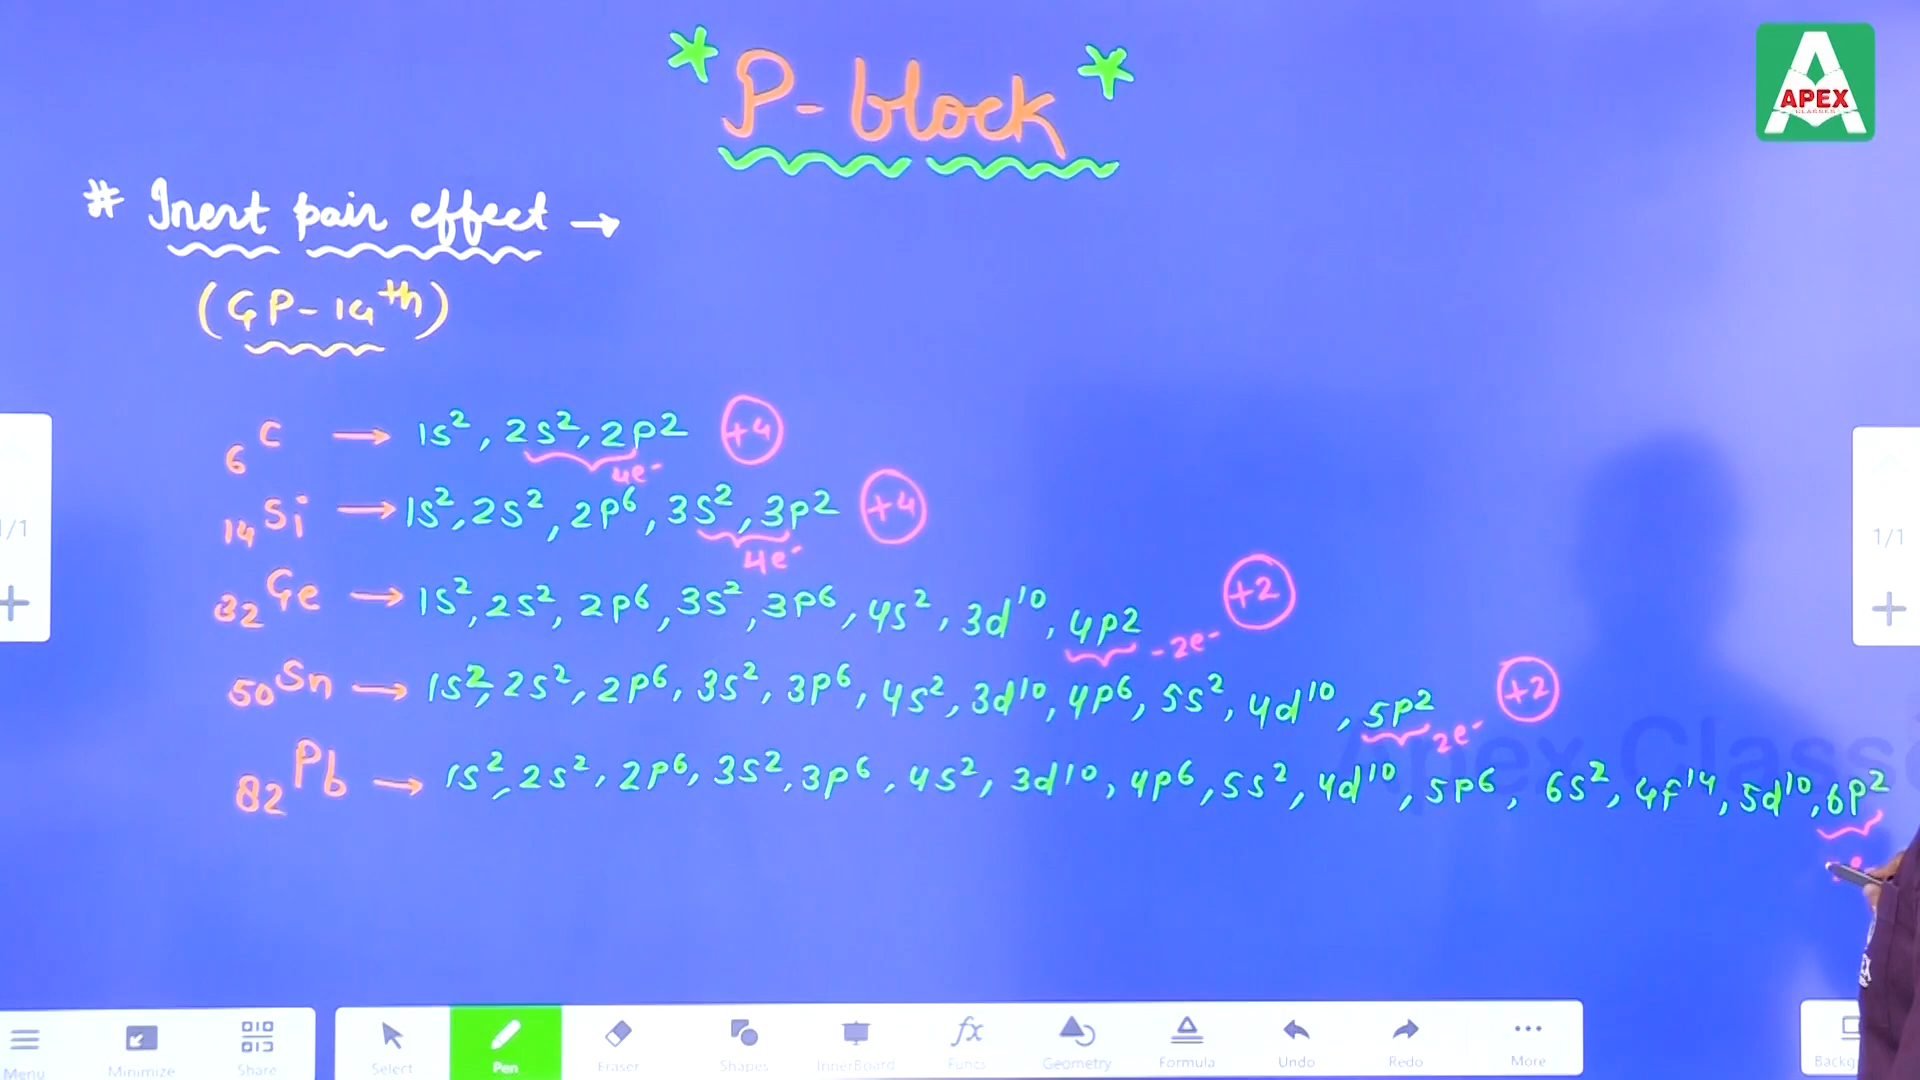 * P-block *
APEX
CLASSES
# Inert pair effect →
(GP-14th)
6C → 1s², 2s², 2p² +4
4e-
14Si → 1s², 2s², 2p⁶, 3s², 3p² +4
4e-
32Ge → 1s², 2s², 2p⁶, 3s², 3p⁶, 4s², 3d¹⁰, 4p² -2e- +2
50Sn → 1s², 2s², 2p⁶, 3s², 3p⁶, 4s², 3d¹⁰, 4p⁶, 5s², 4d¹⁰, 5p² 2e- +2
82Pb → 1s², 2s², 2p⁶, 3s², 3p⁶, 4s², 3d¹⁰, 4p⁶, 5s², 4d¹⁰, 5p⁶, 6s², 4f¹⁴, 5d¹⁰, 6p²
Apex Classe
1/1
1/1
+
+
Menu Minimize Share Select Pen Eraser Shapes InnerBoard Funcs Geometry Formula Undo Redo More Backg